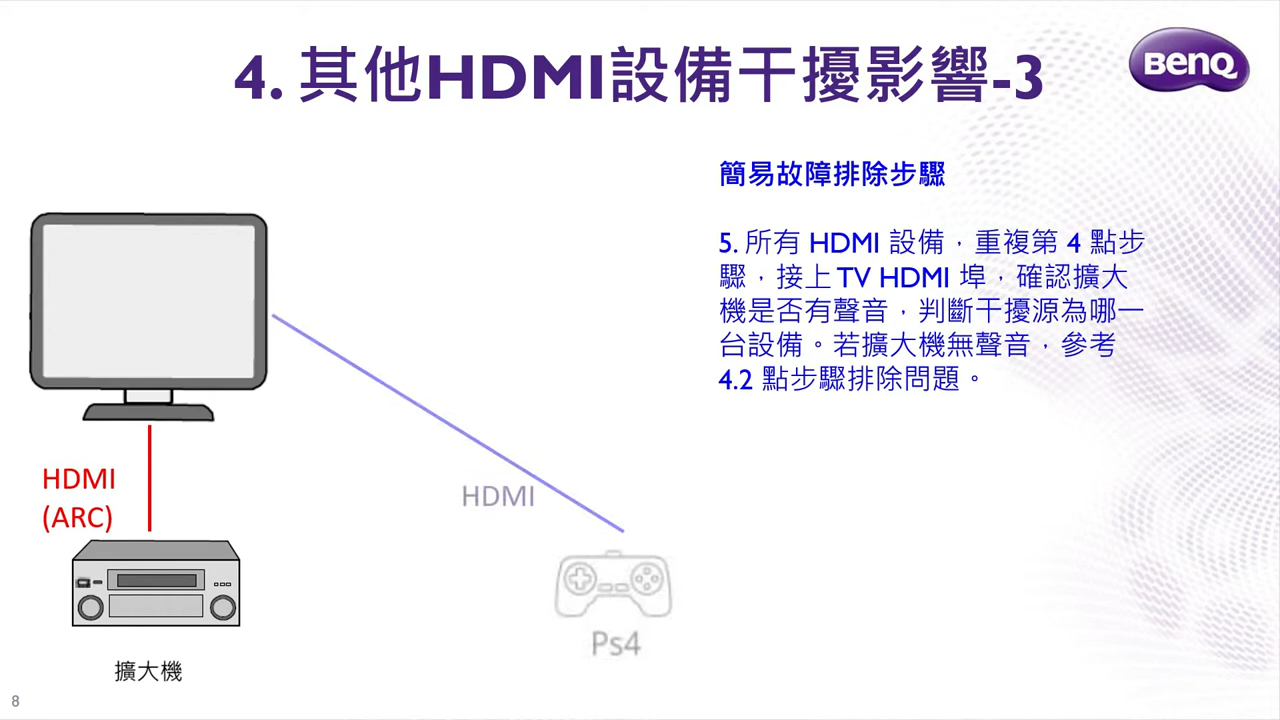 4. 其他HDMI設備干擾影響-3
BenQ
簡易故障排除步驟
5. 所有 HDMI 設備，重複第 4 點步
驟，接上 TV HDMI 埠，確認擴大
機是否有聲音，判斷干擾源為哪一
台設備。若擴大機無聲音，參考
4.2 點步驟排除問題。
HDMI
(ARC)
HDMI
Ps4
擴大機
8